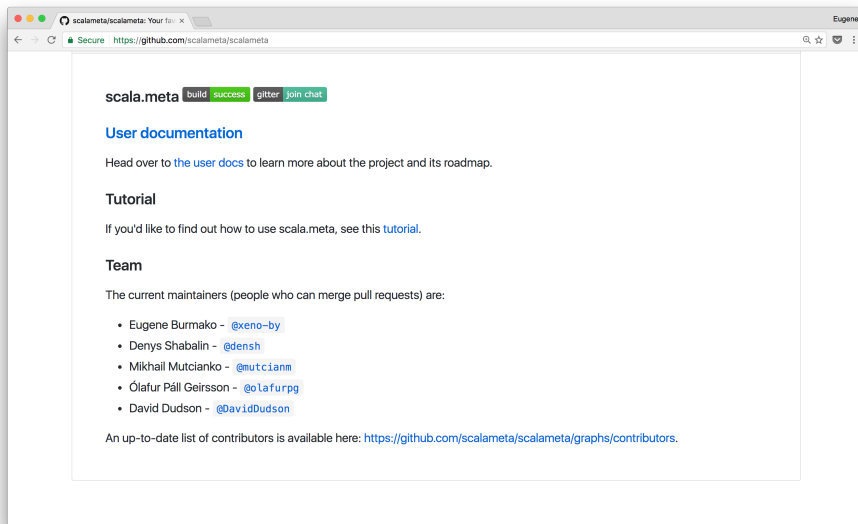 scalameta/scalameta: Your fav
Eugene
Secure https://github.com/scalameta/scalameta
scala.meta build success gitter join chat
User documentation
Head over to the user docs to learn more about the project and its roadmap.
Tutorial
If you'd like to find out how to use scala.meta, see this tutorial.
Team
The current maintainers (people who can merge pull requests) are:
• Eugene Burmako - @xeno-by
• Denys Shabalin - @densh
• Mikhail Mutcianko - @mutcianm
• Ólafur Páll Geirsson - @olafurpg
• David Dudson - @DavidDudson
An up-to-date list of contributors is available here: https://github.com/scalameta/scalameta/graphs/contributors.